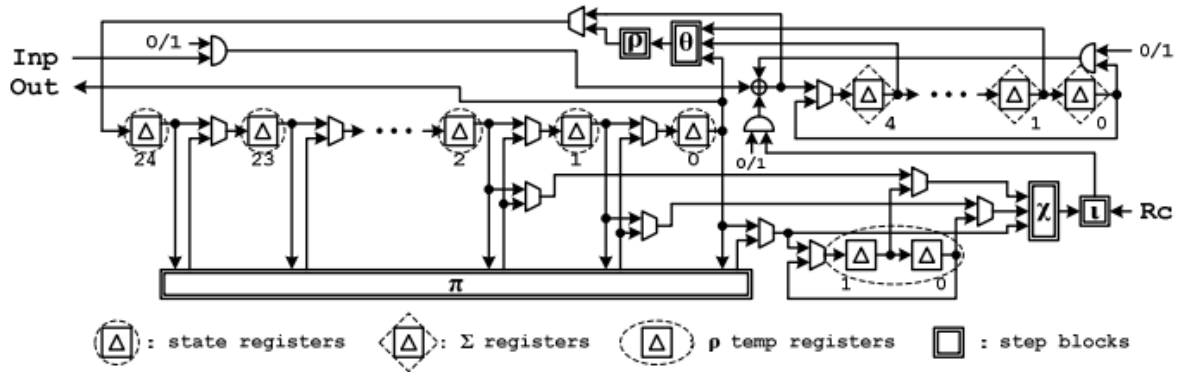 0/1
Inp
Out
ρ
θ
0/1
Δ Δ Δ Δ Δ Δ Δ Δ
24 23 2 1 0 4 1 0
• • •
• • •
0/1
χ
ι
Rc
Δ Δ
1 0
π
Δ : state registers
Δ : Σ registers
Δ ρ temp registers
: step blocks